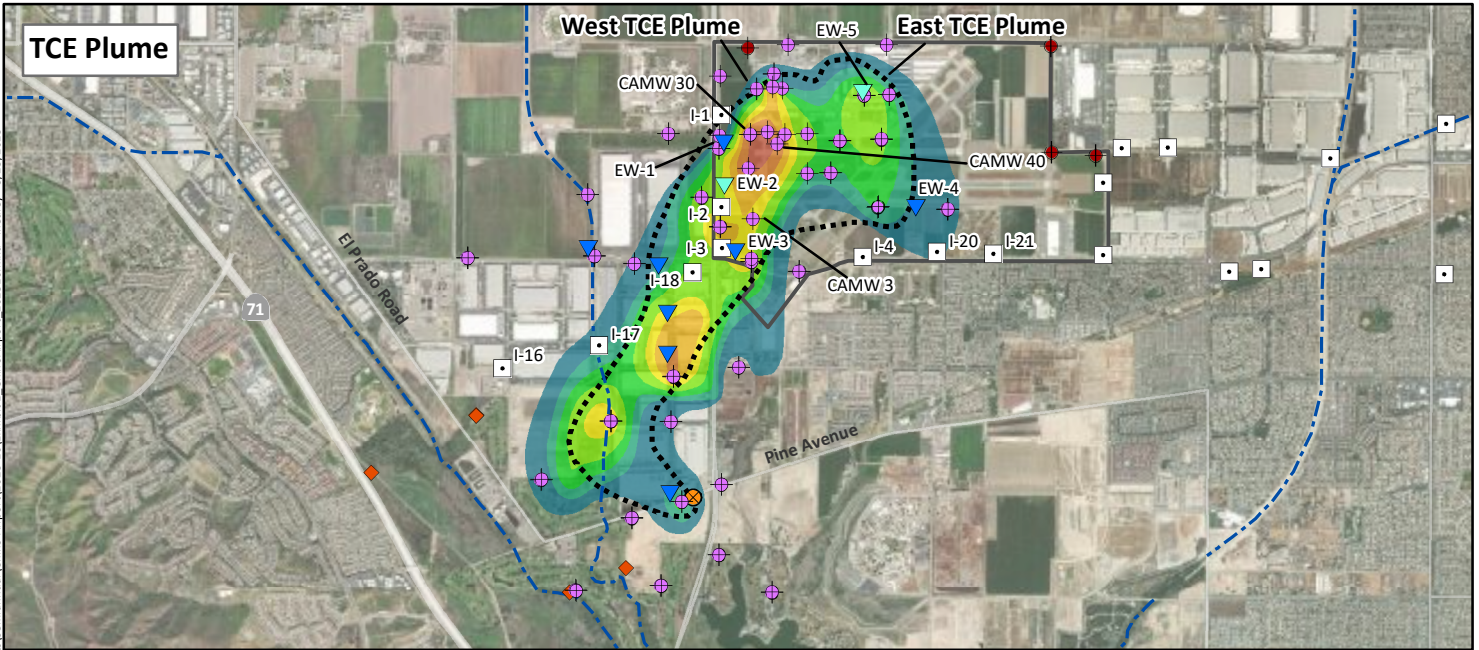 TCE Plume
West TCE Plume
East TCE Plume
EW-5
CAMW 30
I-1
EW-1
CAMW 40
EW-2
EW-4
I-2
I-3
EW-3
I-4
I-20
I-21
I-18
CAMW 3
El Prado Road
71
I-17
I-16
Pine Avenue